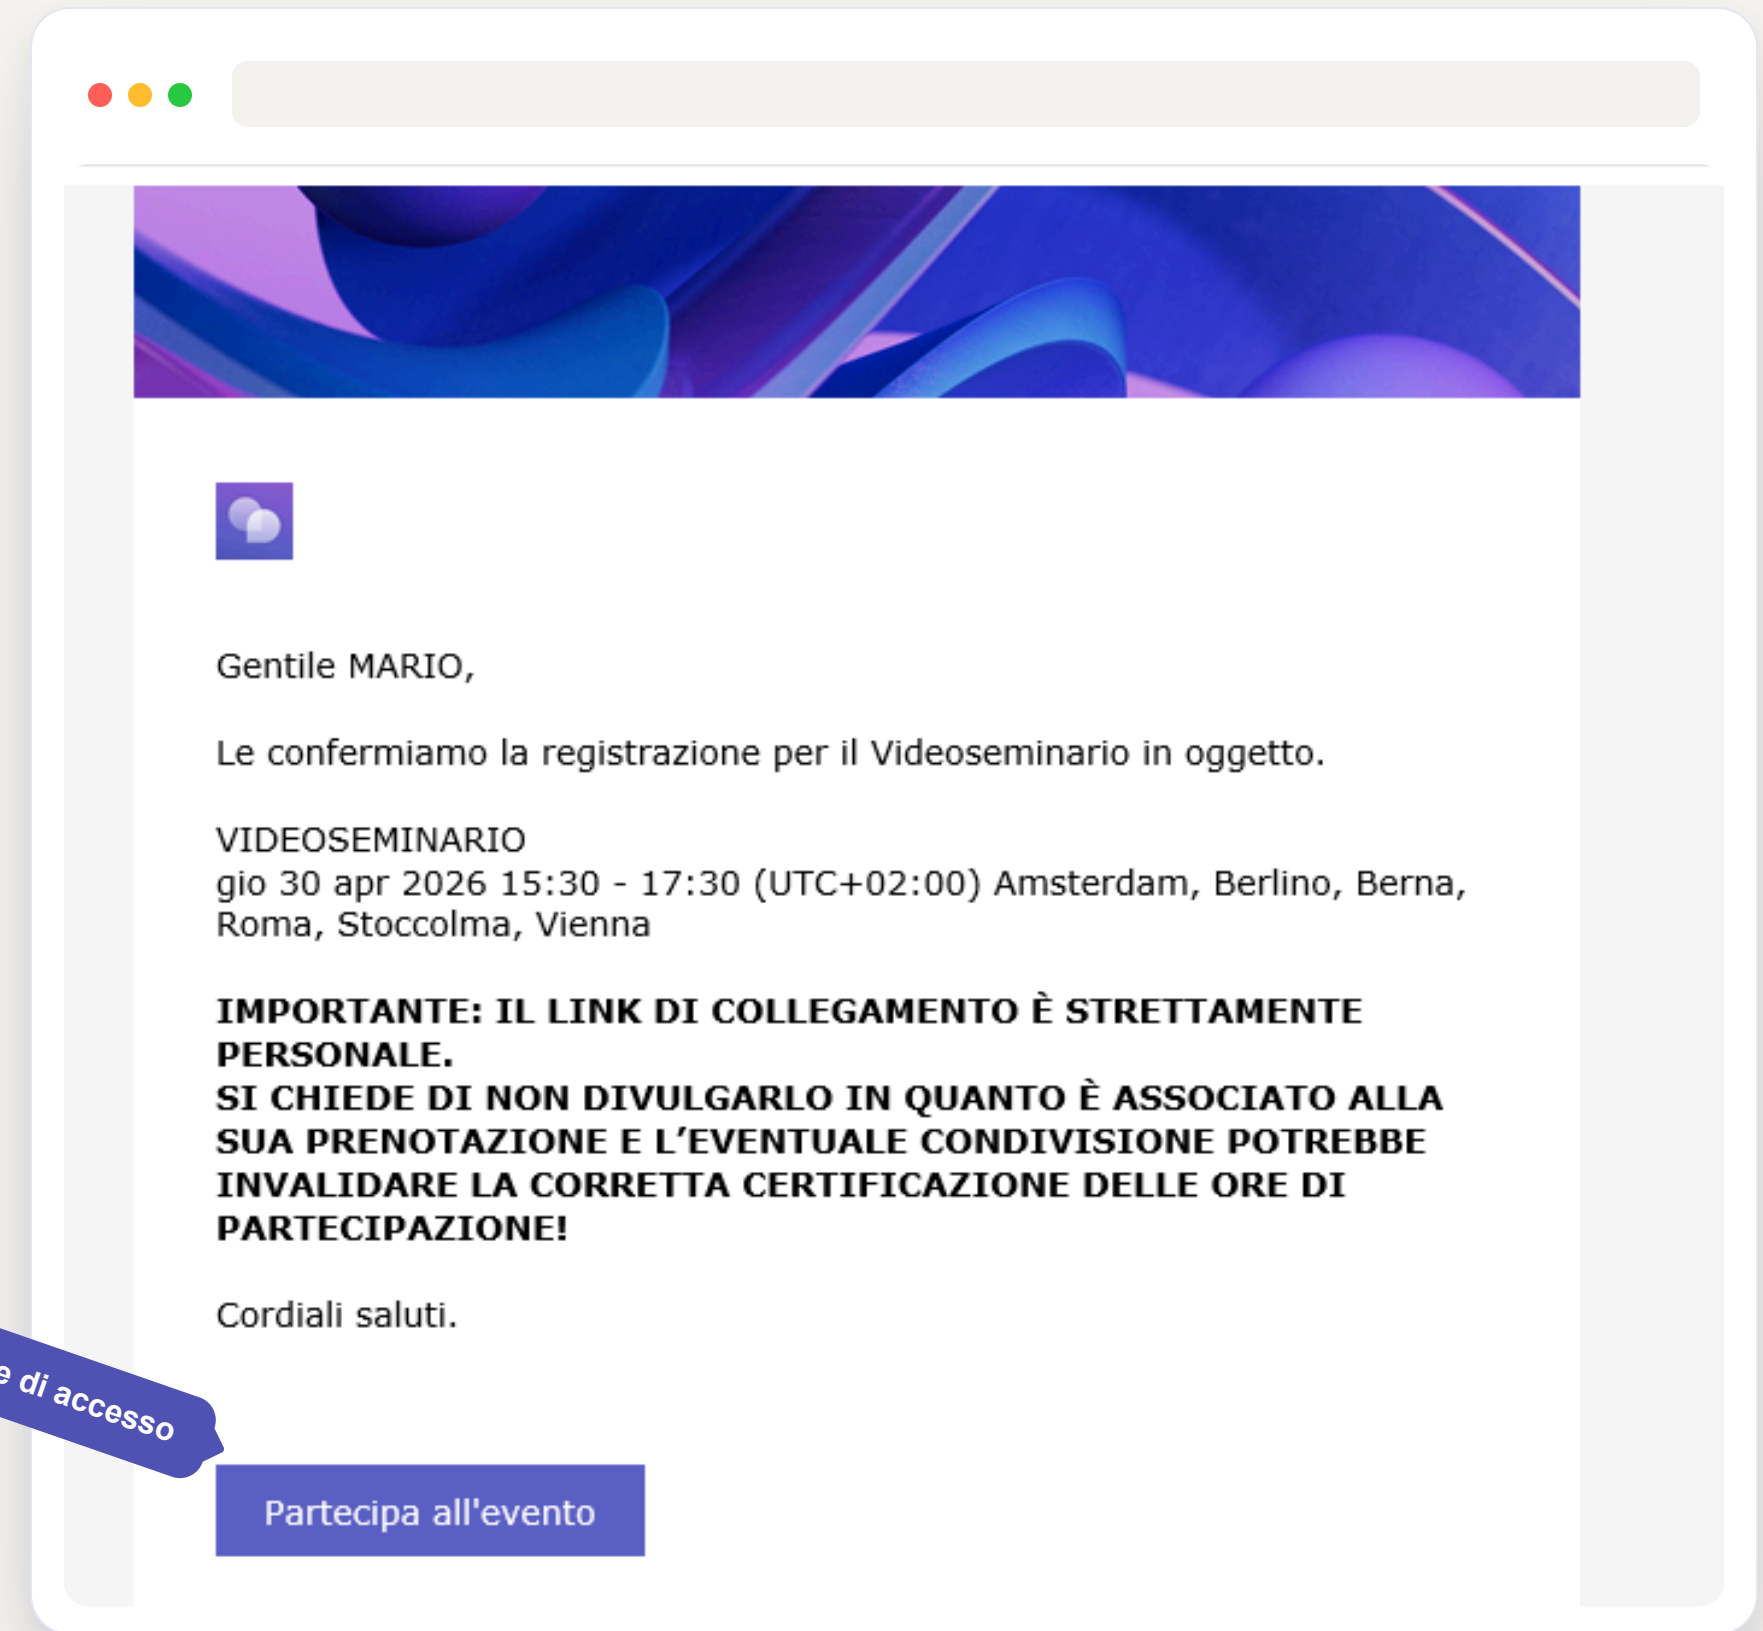 Gentile MARIO,
Le confermiamo la registrazione per il Videoseminario in oggetto.
VIDEOSEMINARIO
gio 30 apr 2026 15:30 - 17:30 (UTC+02:00) Amsterdam, Berlino, Berna,
Roma, Stoccolma, Vienna
IMPORTANTE: IL LINK DI COLLEGAMENTO È STRETTAMENTE
PERSONALE.
SI CHIEDE DI NON DIVULGARLO IN QUANTO È ASSOCIATO ALLA
SUA PRENOTAZIONE E L’EVENTUALE CONDIVISIONE POTREBBE
INVALIDARE LA CORRETTA CERTIFICAZIONE DELLE ORE DI
PARTECIPAZIONE!
Cordiali saluti.
di accesso
Partecipa all'evento